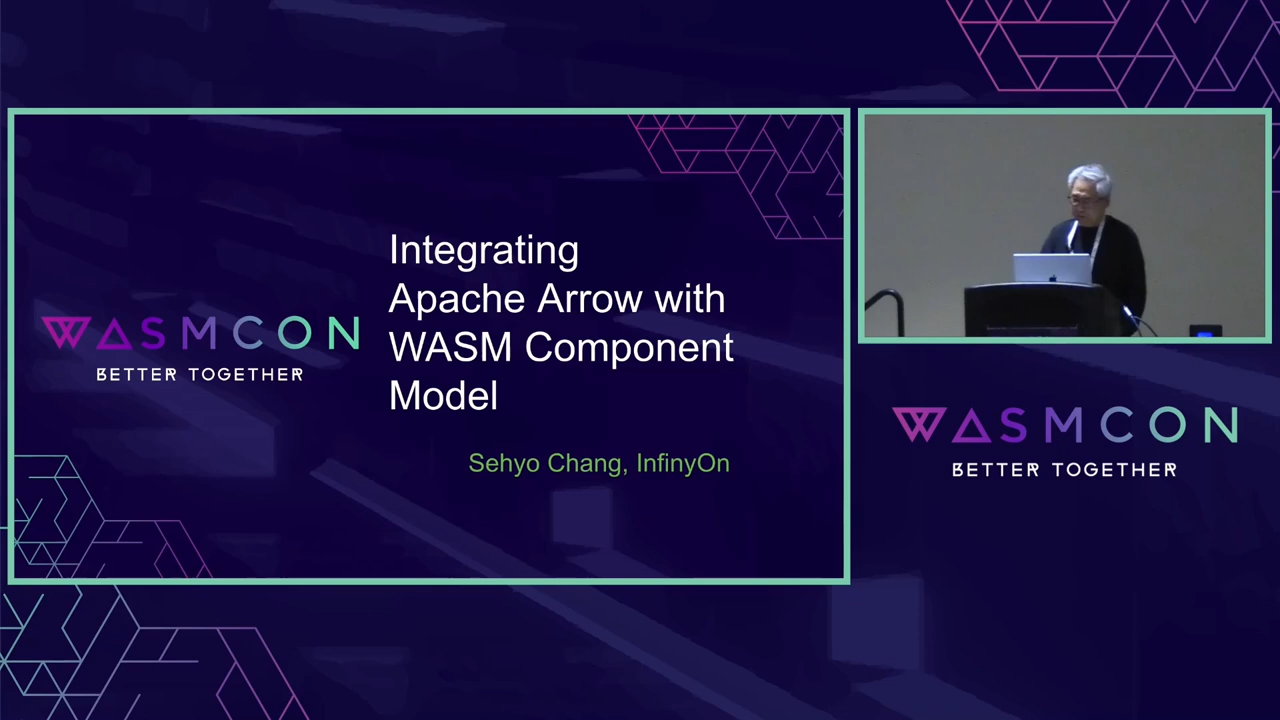 Integrating
Apache Arrow with
WASM Component
Model
WASMCON
BETTER TOGETHER
Sehyo Chang, InfinyOn
WASMCON
BETTER TOGETHER